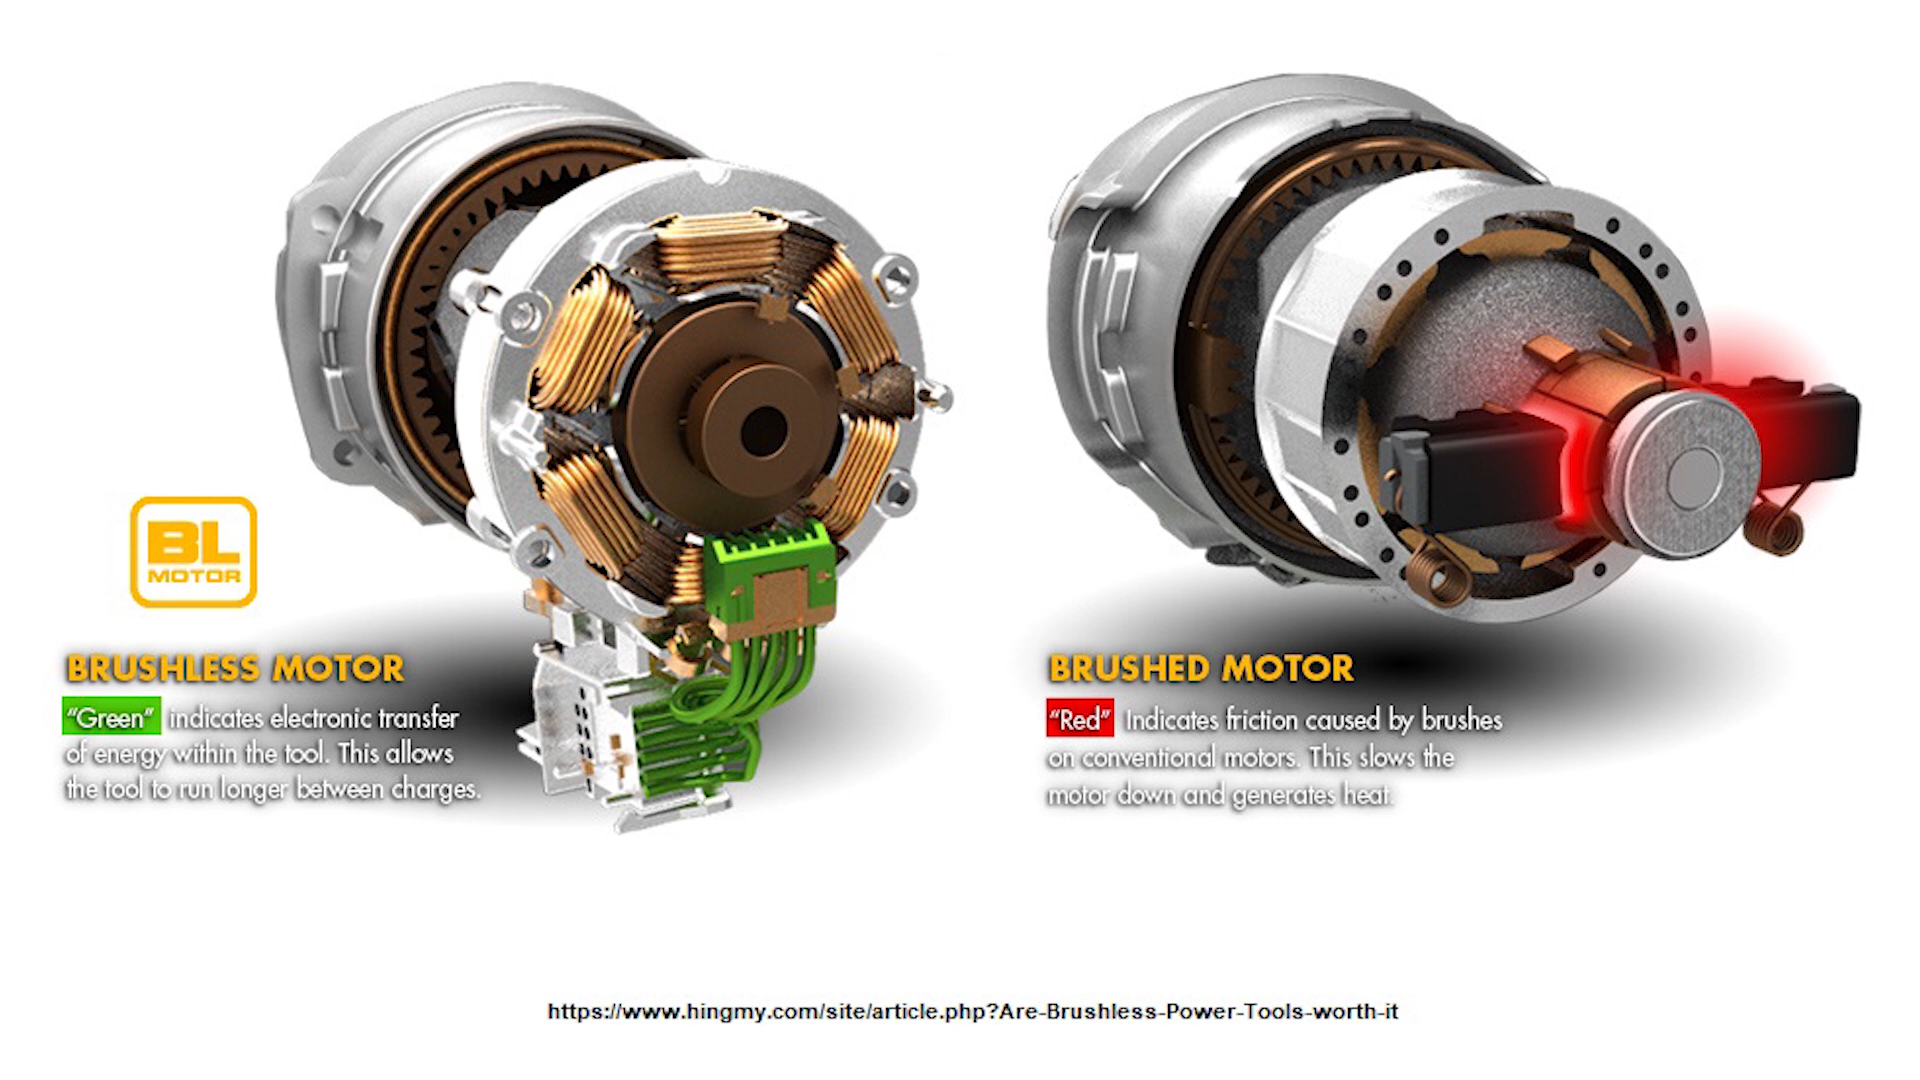 BL
MOTOR
BRUSHLESS MOTOR
“Green” indicates electronic transfer
of energy within the tool. This allows
the tool to run longer between charges.
BRUSHED MOTOR
“Red” Indicates friction caused by brushes
on conventional motors. This slows the
motor down and generates heat.
https://www.hingmy.com/site/article.php?Are-Brushless-Power-Tools-worth-it